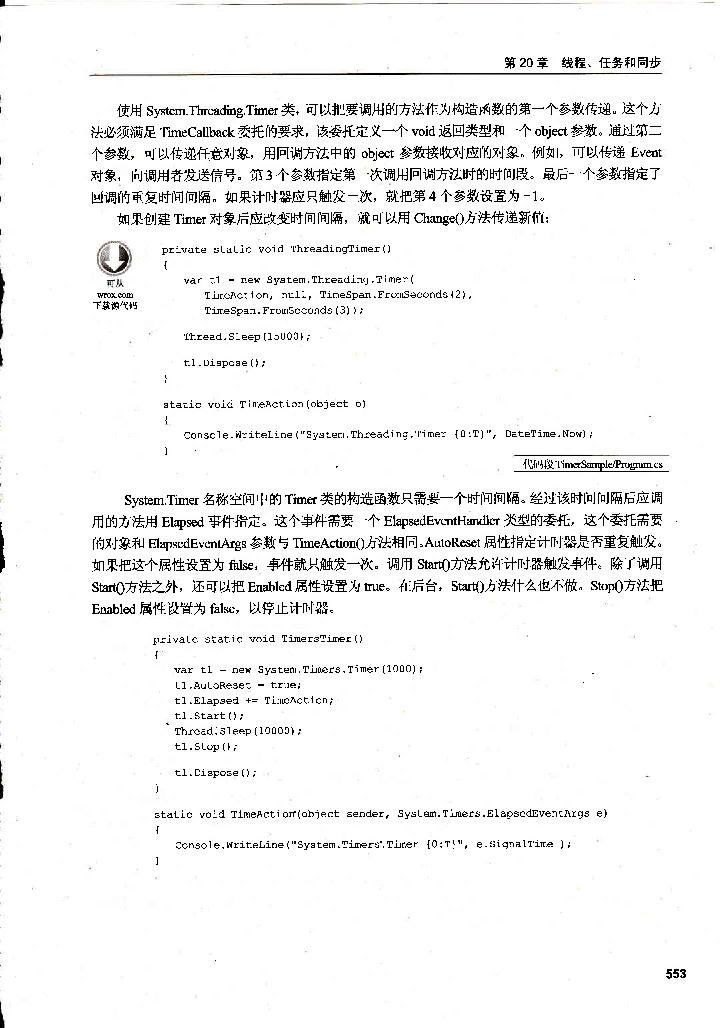 第 20 章 线程、任务和同步
使用 System.Threading.Timer 类，可以把要调用的方法作为构造函数的第一个参数传递。这个方
法必须满足 TimeCallback 委托的要求，该委托定义一个 void 返回类型和一个 object 参数。通过第二
个参数，可以传递任意对象，用回调方法中的 object 参数接收对应的对象。例如，可以传递 Event
对象，向调用者发送信号。第 3 个参数指定第一次调用回调方法时的时间段。最后一个参数指定了
回调的重复时间间隔。如果计时器应只触发一次，就把第 4 个参数设置为 -1。
如果创建 Timer 对象后应改变时间间隔，就可以用 Change()方法传递新值：
可从
wrox.com
下载源代码
private static void ThreadingTimer()
{
var t1 = new System.Threading.Timer(
TimeAction, null, TimeSpan.FromSeconds(2),
TimeSpan.FromSeconds(3));
Thread.Sleep(15000);
t1.Dispose();
}
static void TimeAction(object o)
{
Console.WriteLine("System.Threading.Timer {0:T}", DateTime.Now);
}
代码段 TimerSample/Program.cs
System.Timer 名称空间中的 Timer 类的构造函数只需要一个时间间隔。经过该时间间隔后应调
用的方法用 Elapsed 事件指定。这个事件需要一个 ElapsedEventHandler 类型的委托，这个委托需要
的对象和 ElapsedEventArgs 参数与 TimeAction()方法相同。AutoReset 属性指定计时器是否重复触发。
如果把这个属性设置为 false，事件就只触发一次。调用 Start()方法允许计时器触发事件。除了调用
Start()方法之外，还可以把 Enabled 属性设置为 true。在后台，Start()方法什么也不做。Stop()方法把
Enabled 属性设置为 false，以停止计时器。
private static void TimersTimer()
{
var t1 = new System.Timers.Timer(1000);
t1.AutoReset = true;
t1.Elapsed += TimeAction;
t1.Start();
Thread.Sleep(10000);
t1.Stop();
t1.Dispose();
}
static void TimeAction(object sender, System.Timers.ElapsedEventArgs e)
{
Console.WriteLine("System.Timers.Timer {0:T}", e.SignalTime );
}
553